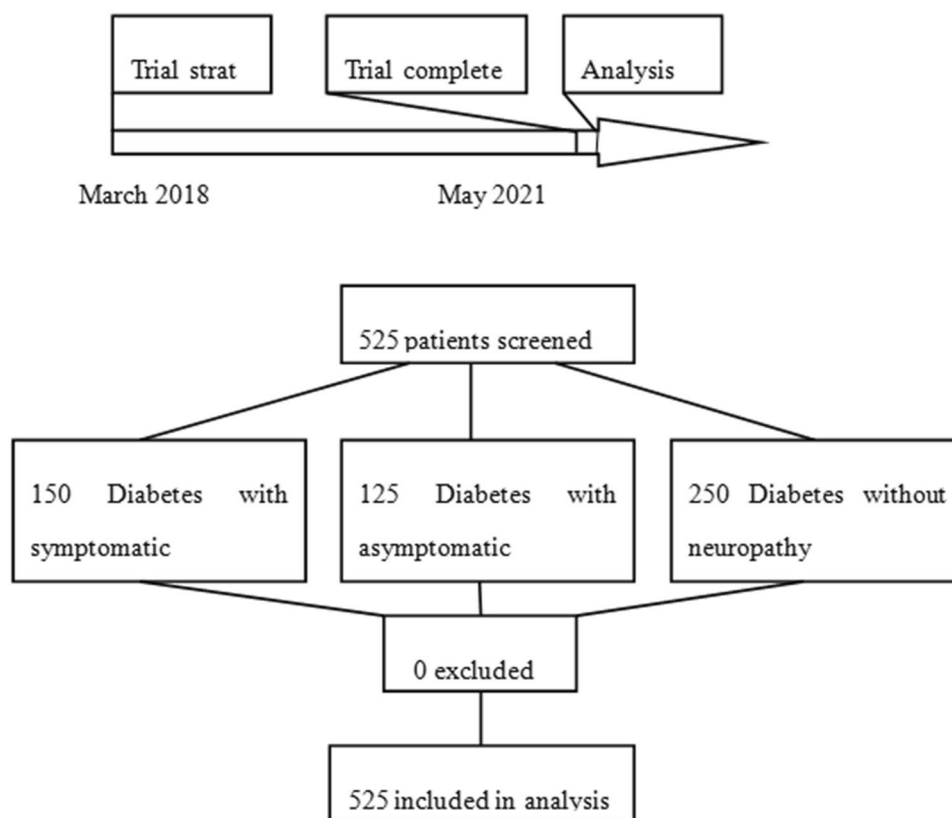 Trial strat
Trial complete
Analysis
March 2018
May 2021
525 patients screened
150 Diabetes with
symptomatic
125 Diabetes with
asymptomatic
250 Diabetes without
neuropathy
0 excluded
525 included in analysis